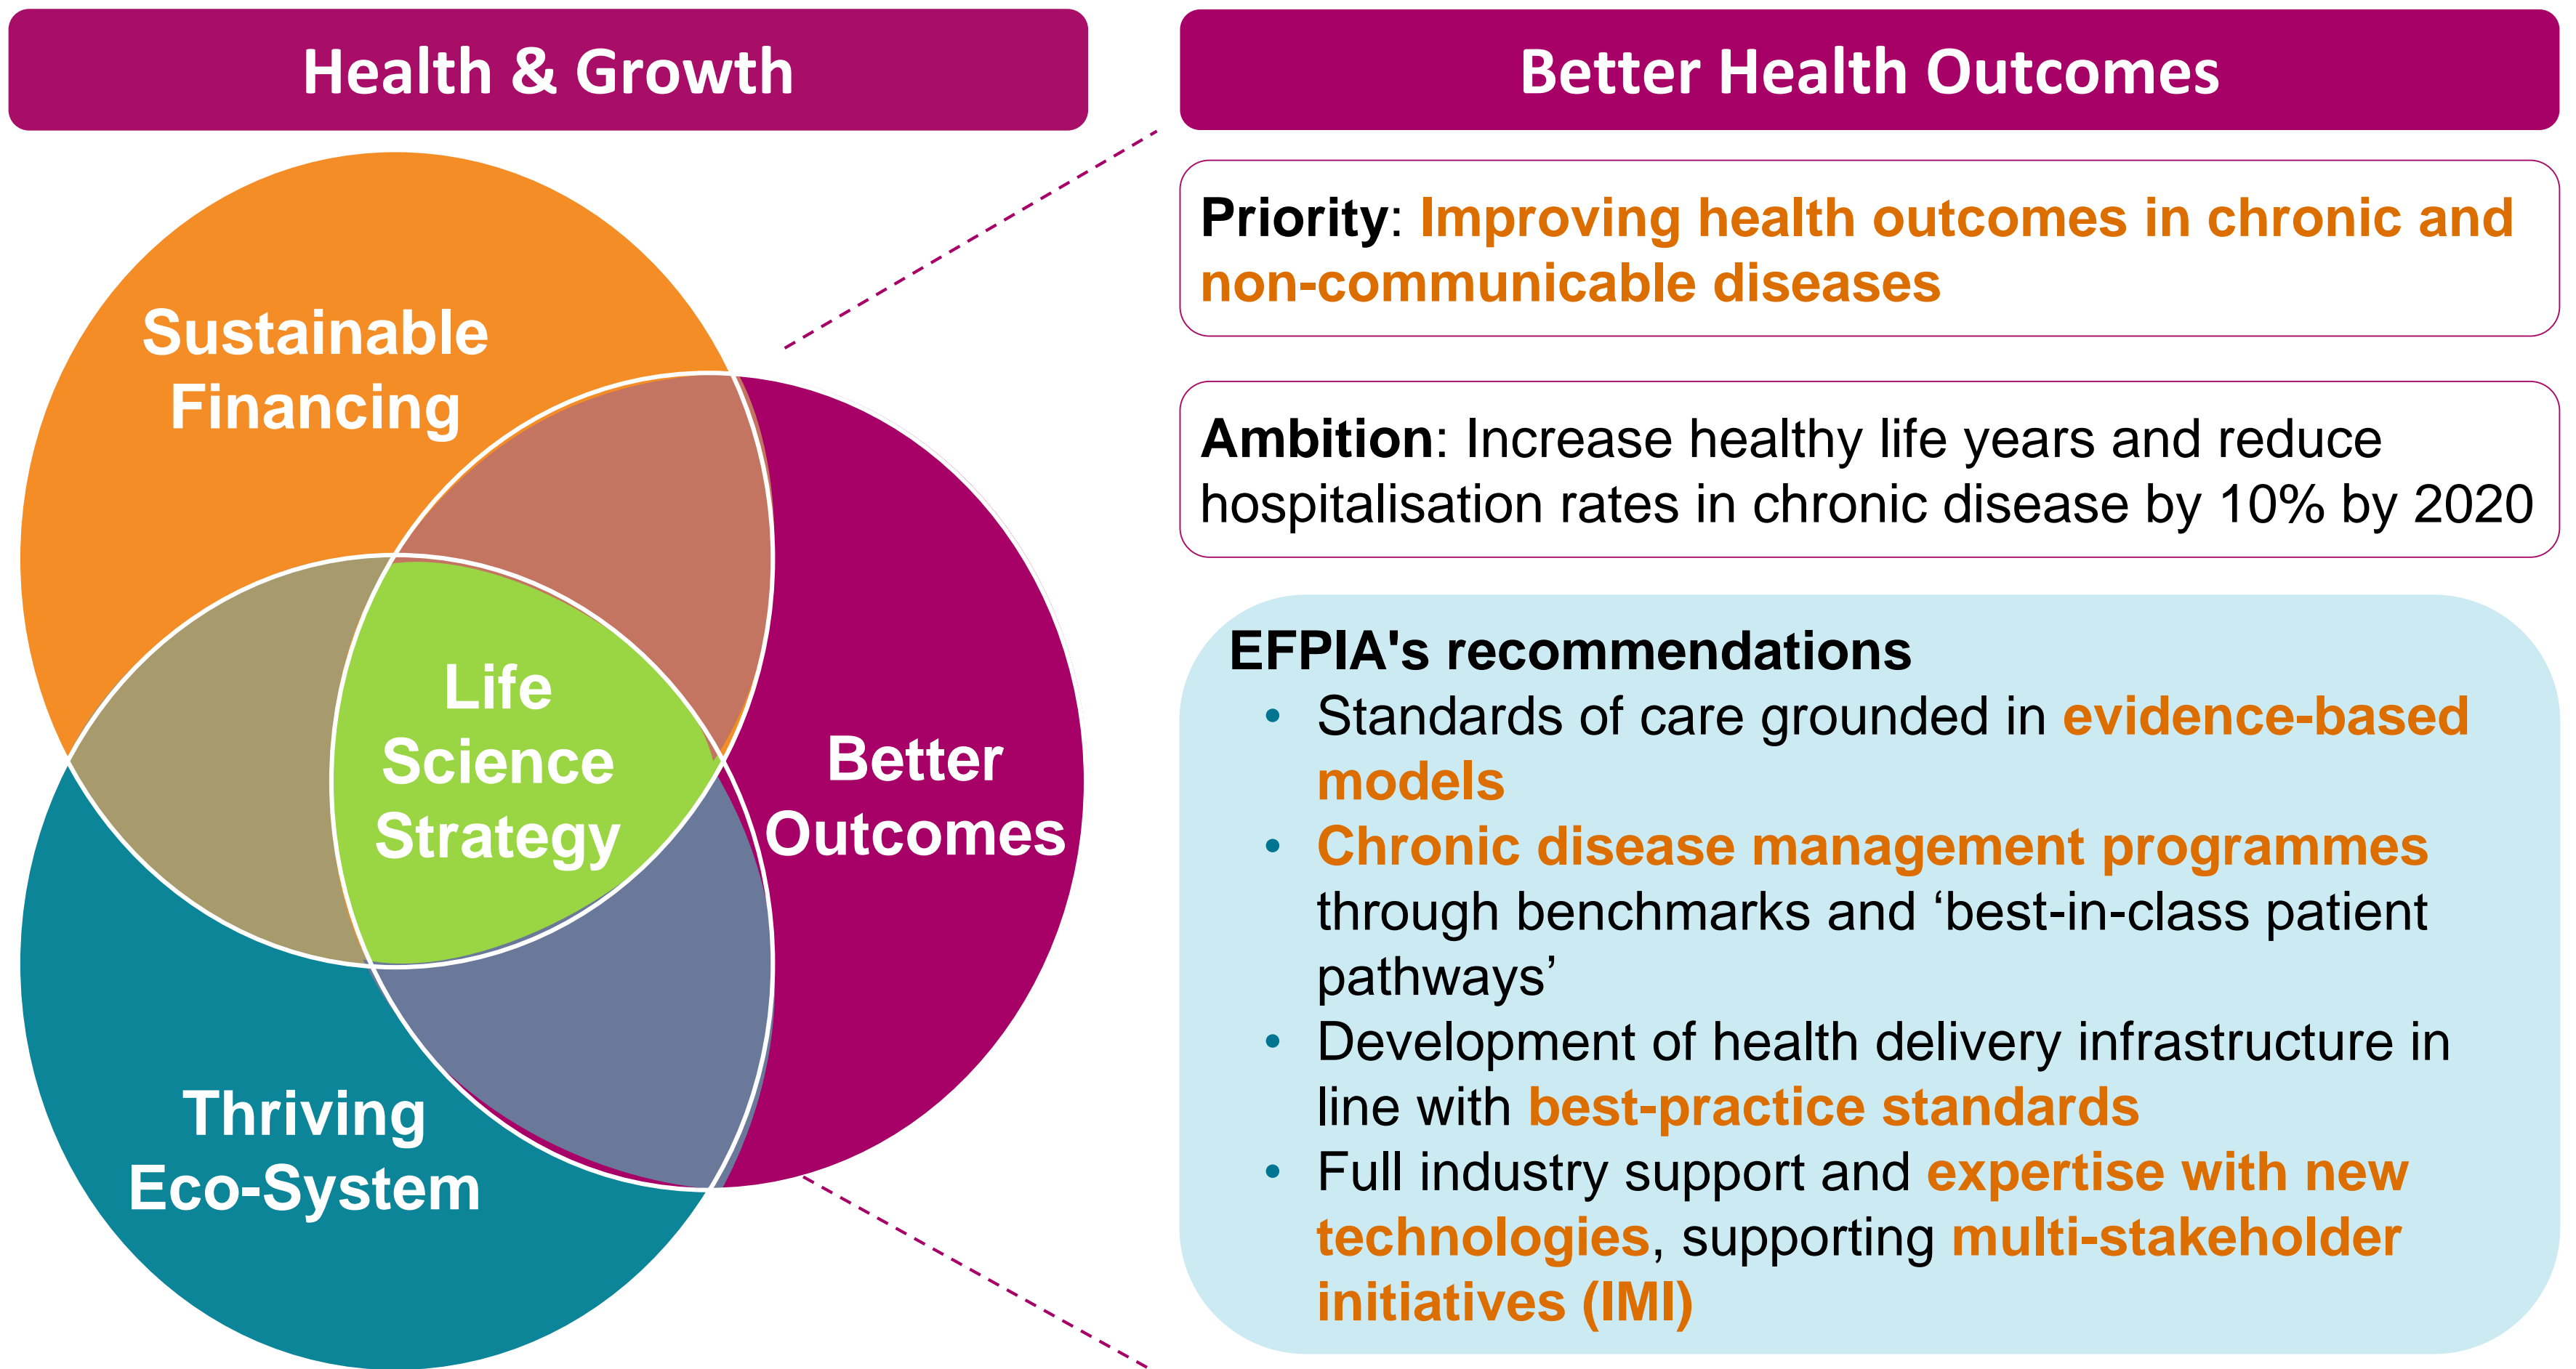 Health & Growth
Sustainable
Financing
Life
Science
Strategy
Better
Outcomes
Thriving
Eco-System
Better Health Outcomes
Priority: Improving health outcomes in chronic and
non-communicable diseases
Ambition: Increase healthy life years and reduce
hospitalisation rates in chronic disease by 10% by 2020
EFPIA's recommendations
• Standards of care grounded in evidence-based
models
• Chronic disease management programmes
through benchmarks and ‘best-in-class patient
pathways’
• Development of health delivery infrastructure in
line with best-practice standards
• Full industry support and expertise with new
technologies, supporting multi-stakeholder
initiatives (IMI)